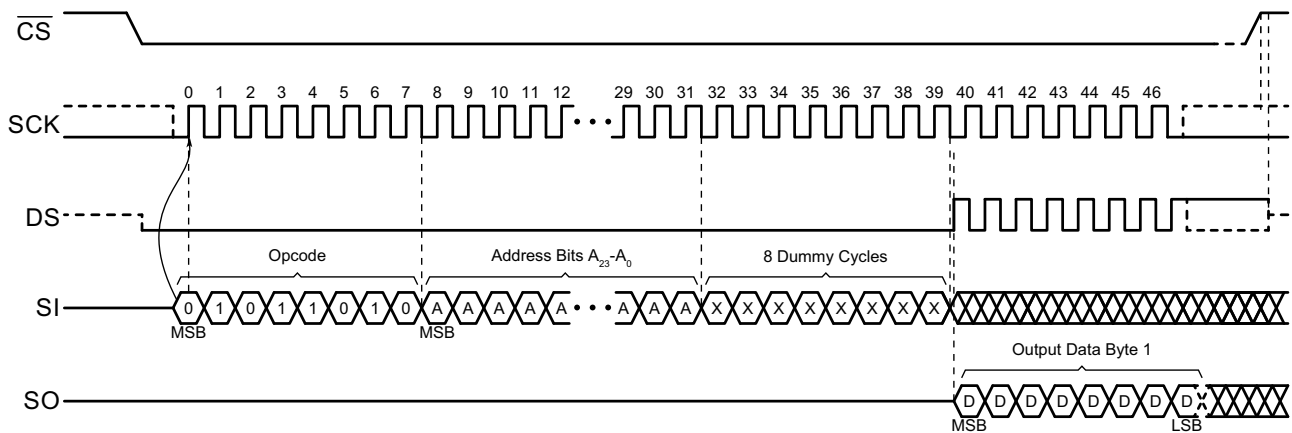 CS
0 1 2 3 4 5 6 7 8 9 10 11 12 29 30 31 32 33 34 35 36 37 38 39 40 41 42 43 44 45 46
SCK
DS
Opcode Address Bits A23-A0 8 Dummy Cycles
SI 0 1 0 1 1 0 1 0 A A A A A • • • A A A X X X X X X X X
MSB MSB
Output Data Byte 1
SO D D D D D D D D
MSB LSB